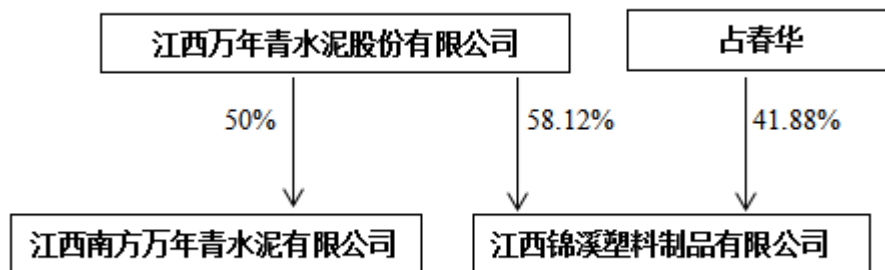 江西万年青水泥股份有限公司
占春华
50%
58.12%
41.88%
江西南方万年青水泥有限公司
江西锦溪塑料制品有限公司